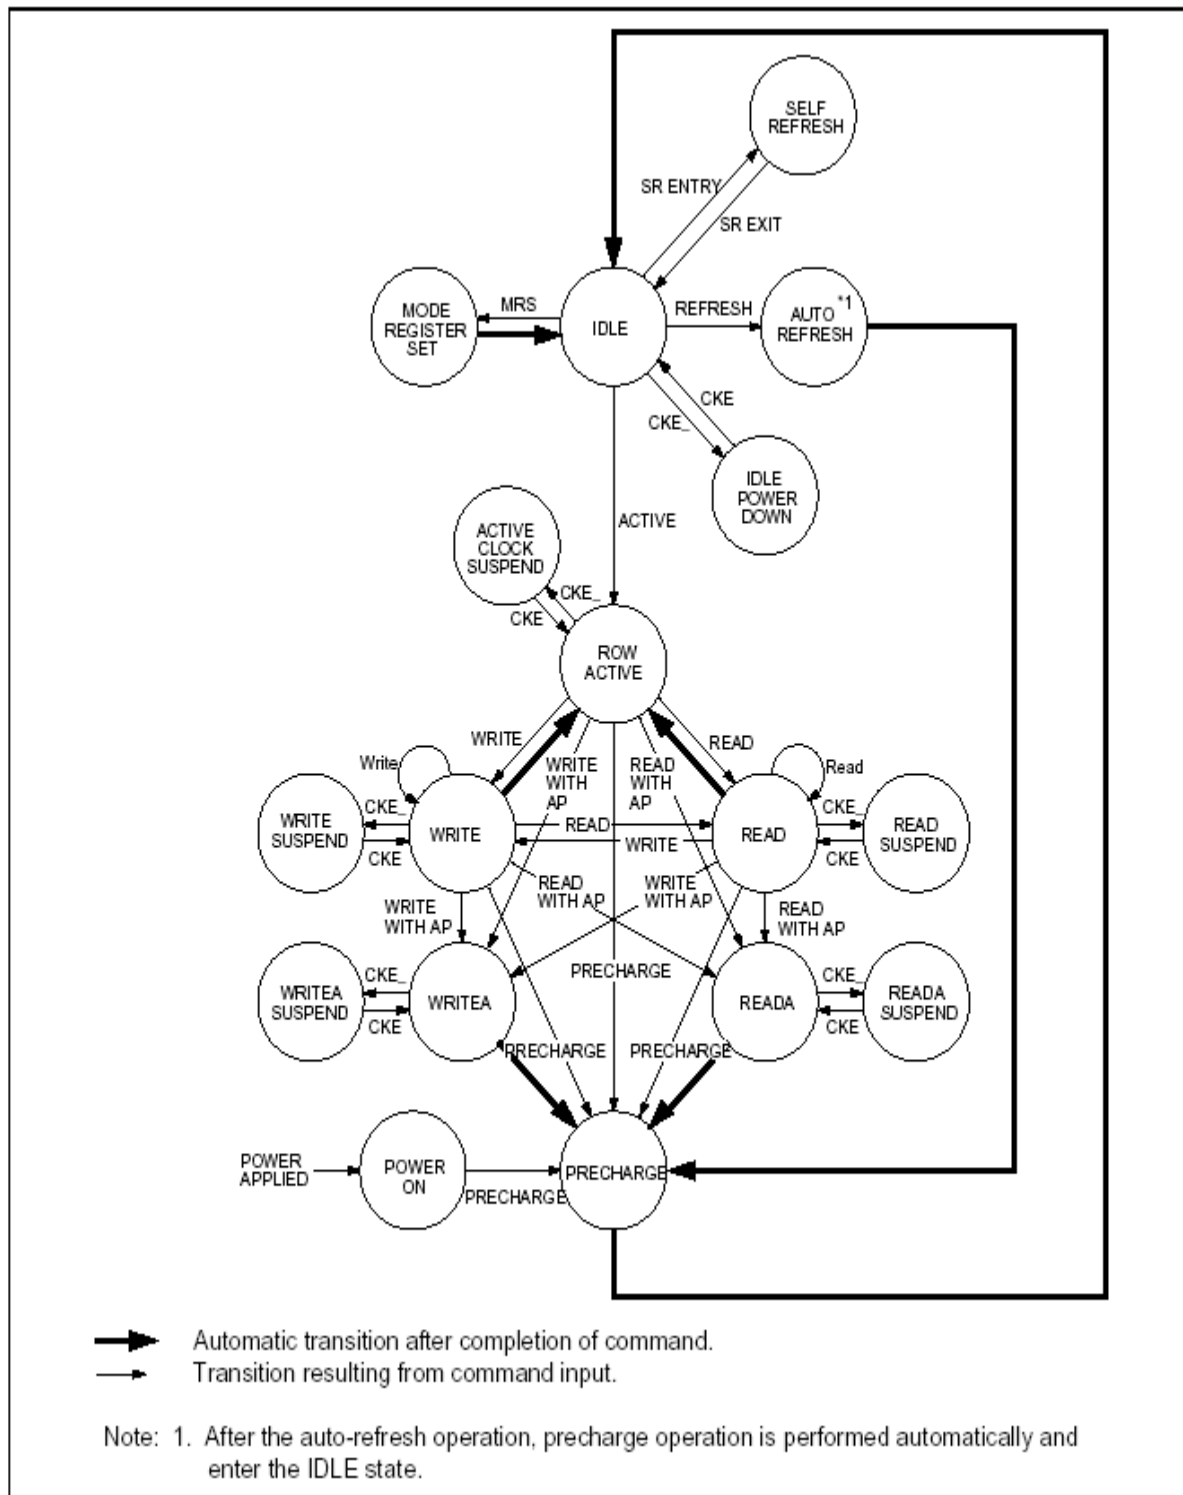 SELF
REFRESH
SR ENTRY
SR EXIT
MODE
REGISTER
SET
MRS
IDLE
REFRESH
AUTO *1
REFRESH
CKE
CKE_
IDLE
POWER
DOWN
ACTIVE
ACTIVE
CLOCK
SUSPEND
CKE_
CKE
ROW
ACTIVE
WRITE
WRITE
WITH
AP
READ
WITH
AP
READ
Write
Read
WRITE
SUSPEND
CKE_
CKE
WRITE
READ
WRITE
READ
CKE_
CKE
READ
SUSPEND
WRITE
WITH AP
READ
WITH AP
WRITE
WITH AP
READ
WITH AP
WRITEA
SUSPEND
CKE_
CKE
WRITEA
PRECHARGE
READA
CKE_
CKE
READA
SUSPEND
PRECHARGE
PRECHARGE
POWER
APPLIED
POWER
ON
PRECHARGE
PRECHARGE
Automatic transition after completion of command.
Transition resulting from command input.
Note: 1. After the auto-refresh operation, precharge operation is performed automatically and
enter the IDLE state.